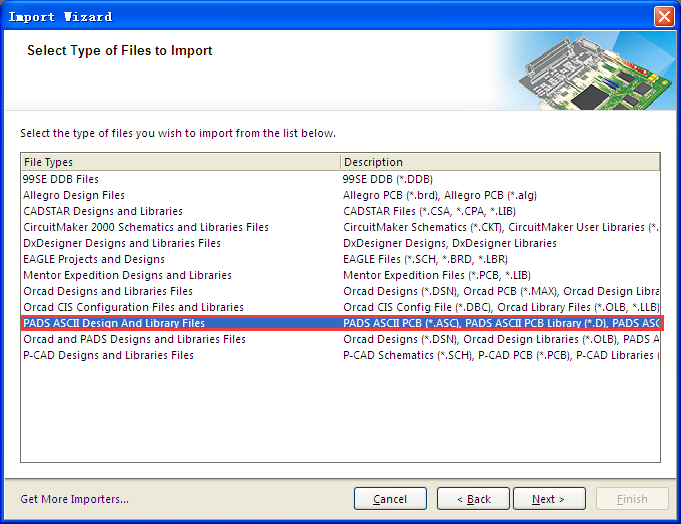 Import Wizard
Select Type of Files to Import
Select the type of files you wish to import from the list below.
File Types Description
99SE DDB Files 99SE DDB (*.DDB)
Allegro Design Files Allegro PCB (*.brd), Allegro PCB (*.alg)
CADSTAR Designs and Libraries CADSTAR Files (*.CSA, *.CPA, *.LIB)
CircuitMaker 2000 Schematics and Libraries Files CircuitMaker Schematics (*.CKT), CircuitMaker User Libraries (*.
DxDesigner Designs and Libraries Files DxDesigner Designs, DxDesigner Libraries
EAGLE Projects and Designs EAGLE Files (*.SCH, *.BRD, *.LBR)
Mentor Expedition Designs and Libraries Mentor Expedition Files (*.PCB, *.LIB)
Orcad Designs and Libraries Files Orcad Designs (*.DSN), Orcad PCB (*.MAX), Orcad Design Libra
Orcad CIS Configuration Files and Libraries Orcad CIS Config File (*.DBC), Orcad Library Files (*.OLB, *.LLB)
PADS ASCII Design And Library Files PADS ASCII PCB (*.ASC), PADS ASCII PCB Library (*.D), PADS ASC
Orcad and PADS Designs and Libraries Files Orcad Designs (*.DSN), Orcad Design Libraries (*.OLB), PADS A
P-CAD Designs and Libraries Files P-CAD Schematics (*.SCH), P-CAD PCB (*.PCB), P-CAD Libraries (
Get More Importers... Cancel < Back Next > Finish